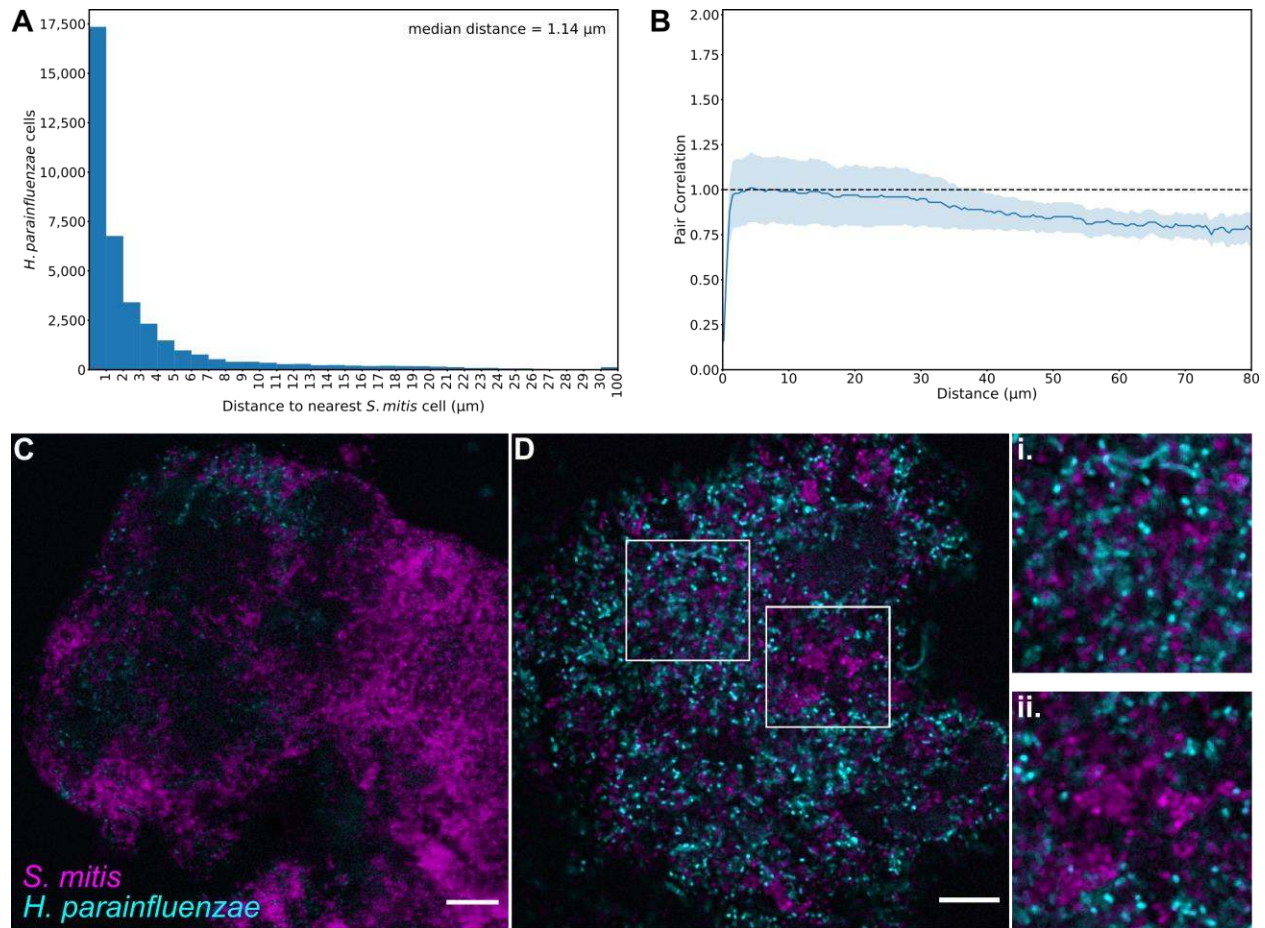 A
median distance = 1.14 μm
17,500
15,000
12,500
10,000
7,500
5,000
2,500
0
H. parainfluenzae cells
1 2 3 4 5 6 7 8 9 10 11 12 13 14 15 16 17 18 19 20 21 22 23 24 25 26 27 28 29 30 100
Distance to nearest S. mitis cell (μm)
B
2.00
1.75
1.50
1.25
1.00
0.75
0.50
0.25
0.00
Pair Correlation
0 10 20 30 40 50 60 70 80
Distance (μm)
C
S. mitis
H. parainfluenzae
D
i.
ii.